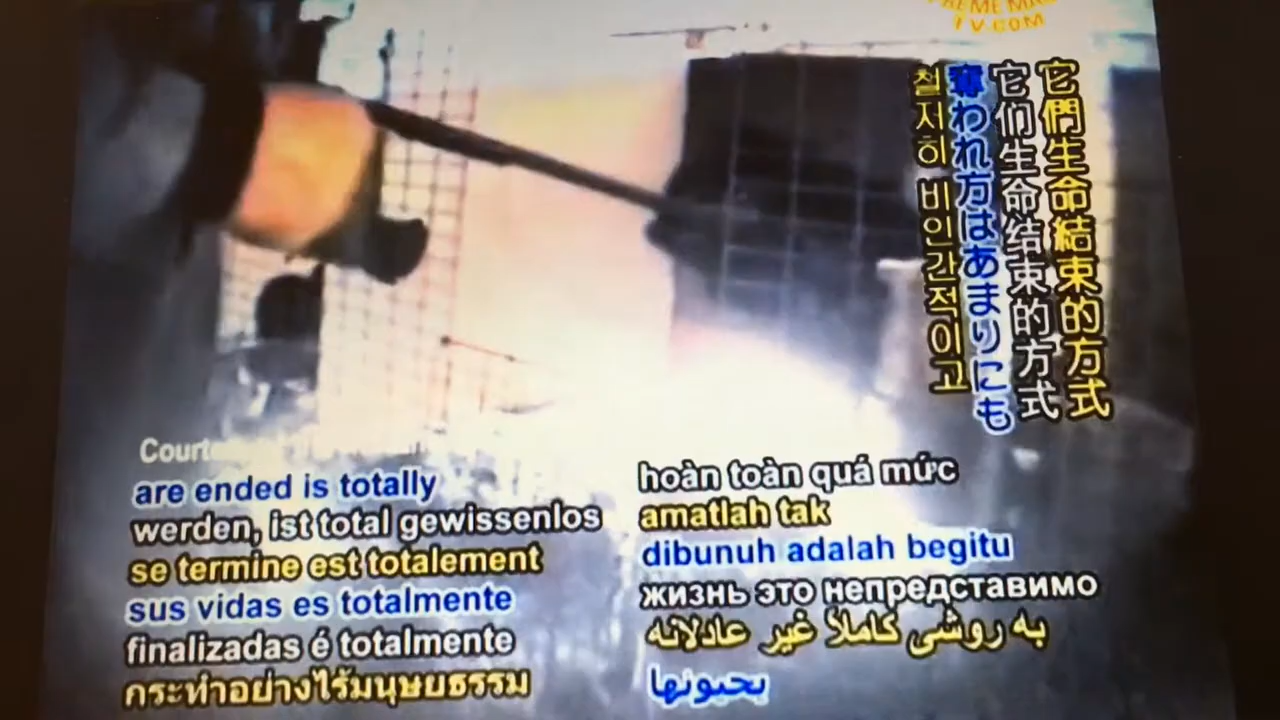 TV.COM
它們生命結束的方式
它们生命结束的方式
奪われ方はあまりにも
철저히 비인간적이고
are ended is totally
werden, ist total gewissenlos
se termine est totalement
sus vidas es totalmente
finalizadas é totalmente
กระทำอย่างไร้มนุษยธรรม
hoàn toàn quá mức
amatlah tak
dibunuh adalah begitu
жизнь это непредставимо
به روشی کاملاً غیر عادلانه
يحيونها